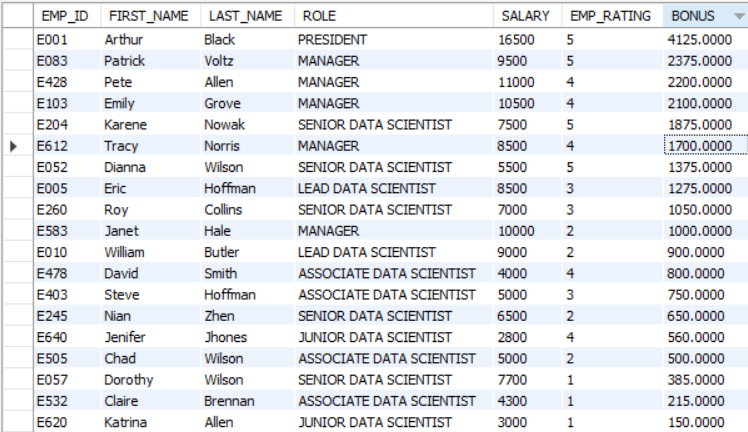 EMP_ID FIRST_NAME LAST_NAME ROLE SALARY EMP_RATING BONUS
E001 Arthur Black PRESIDENT 16500 5 4125.0000
E083 Patrick Voltz MANAGER 9500 5 2375.0000
E428 Pete Allen MANAGER 11000 4 2200.0000
E103 Emily Grove MANAGER 10500 4 2100.0000
E204 Karene Nowak SENIOR DATA SCIENTIST 7500 5 1875.0000
E612 Tracy Norris MANAGER 8500 4 1700.0000
E052 Dianna Wilson SENIOR DATA SCIENTIST 5500 5 1375.0000
E005 Eric Hoffman LEAD DATA SCIENTIST 8500 3 1275.0000
E260 Roy Collins SENIOR DATA SCIENTIST 7000 3 1050.0000
E583 Janet Hale MANAGER 10000 2 1000.0000
E010 William Butler LEAD DATA SCIENTIST 9000 2 900.0000
E478 David Smith ASSOCIATE DATA SCIENTIST 4000 4 800.0000
E403 Steve Hoffman ASSOCIATE DATA SCIENTIST 5000 3 750.0000
E245 Nian Zhen SENIOR DATA SCIENTIST 6500 2 650.0000
E640 Jenifer Jhones JUNIOR DATA SCIENTIST 2800 4 560.0000
E505 Chad Wilson ASSOCIATE DATA SCIENTIST 5000 2 500.0000
E057 Dorothy Wilson SENIOR DATA SCIENTIST 7700 1 385.0000
E532 Claire Brennan ASSOCIATE DATA SCIENTIST 4300 1 215.0000
E620 Katrina Allen JUNIOR DATA SCIENTIST 3000 1 150.0000